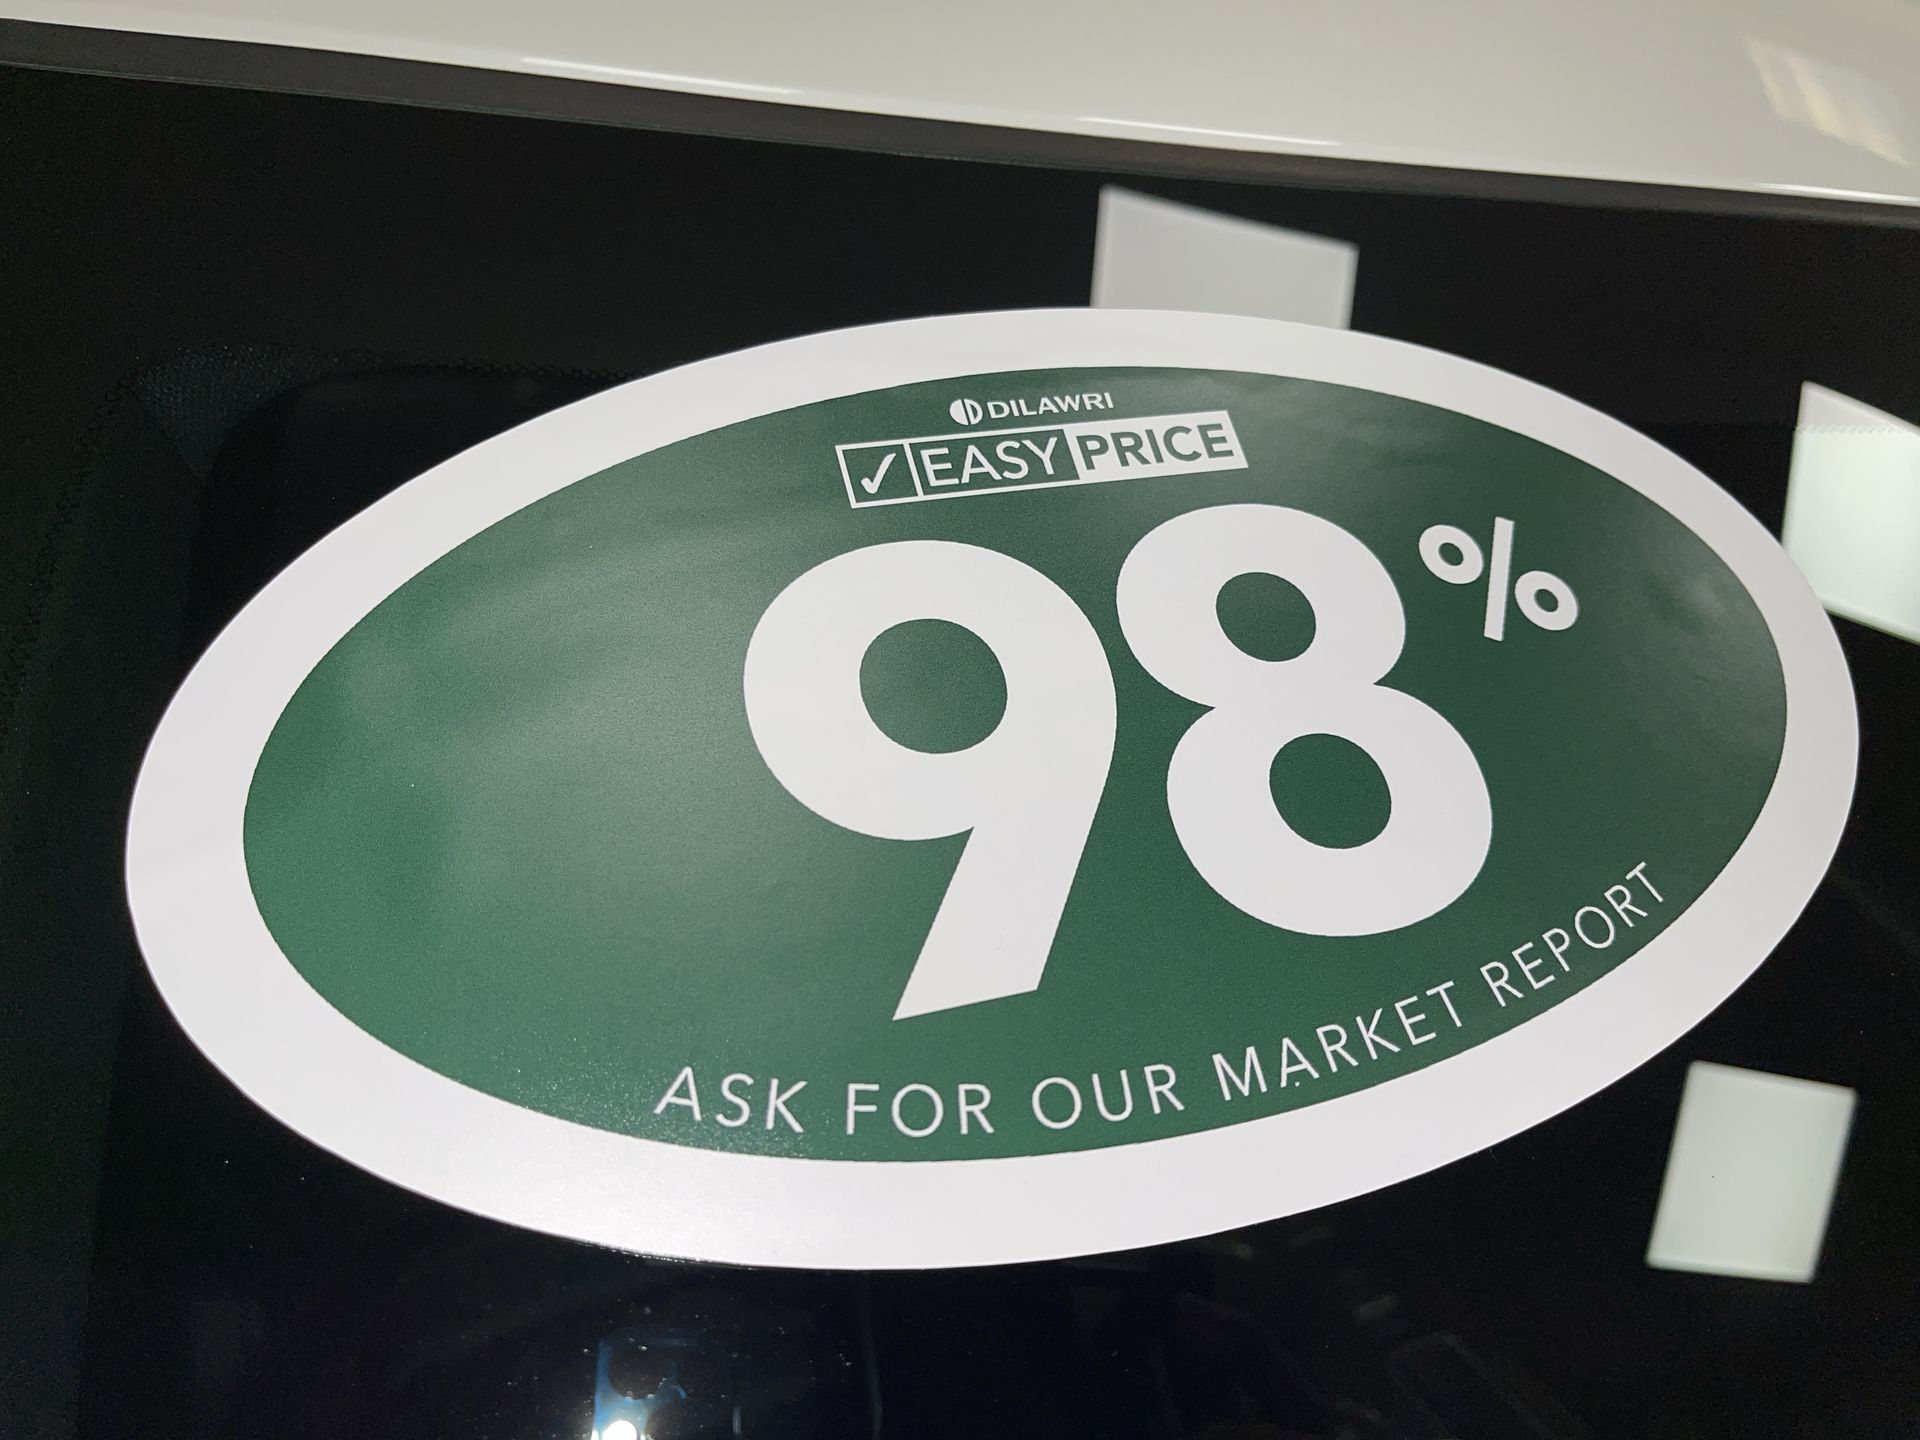 DILAWRI
✓ EASY PRICE
98%
ASK FOR OUR MARKET REPORT